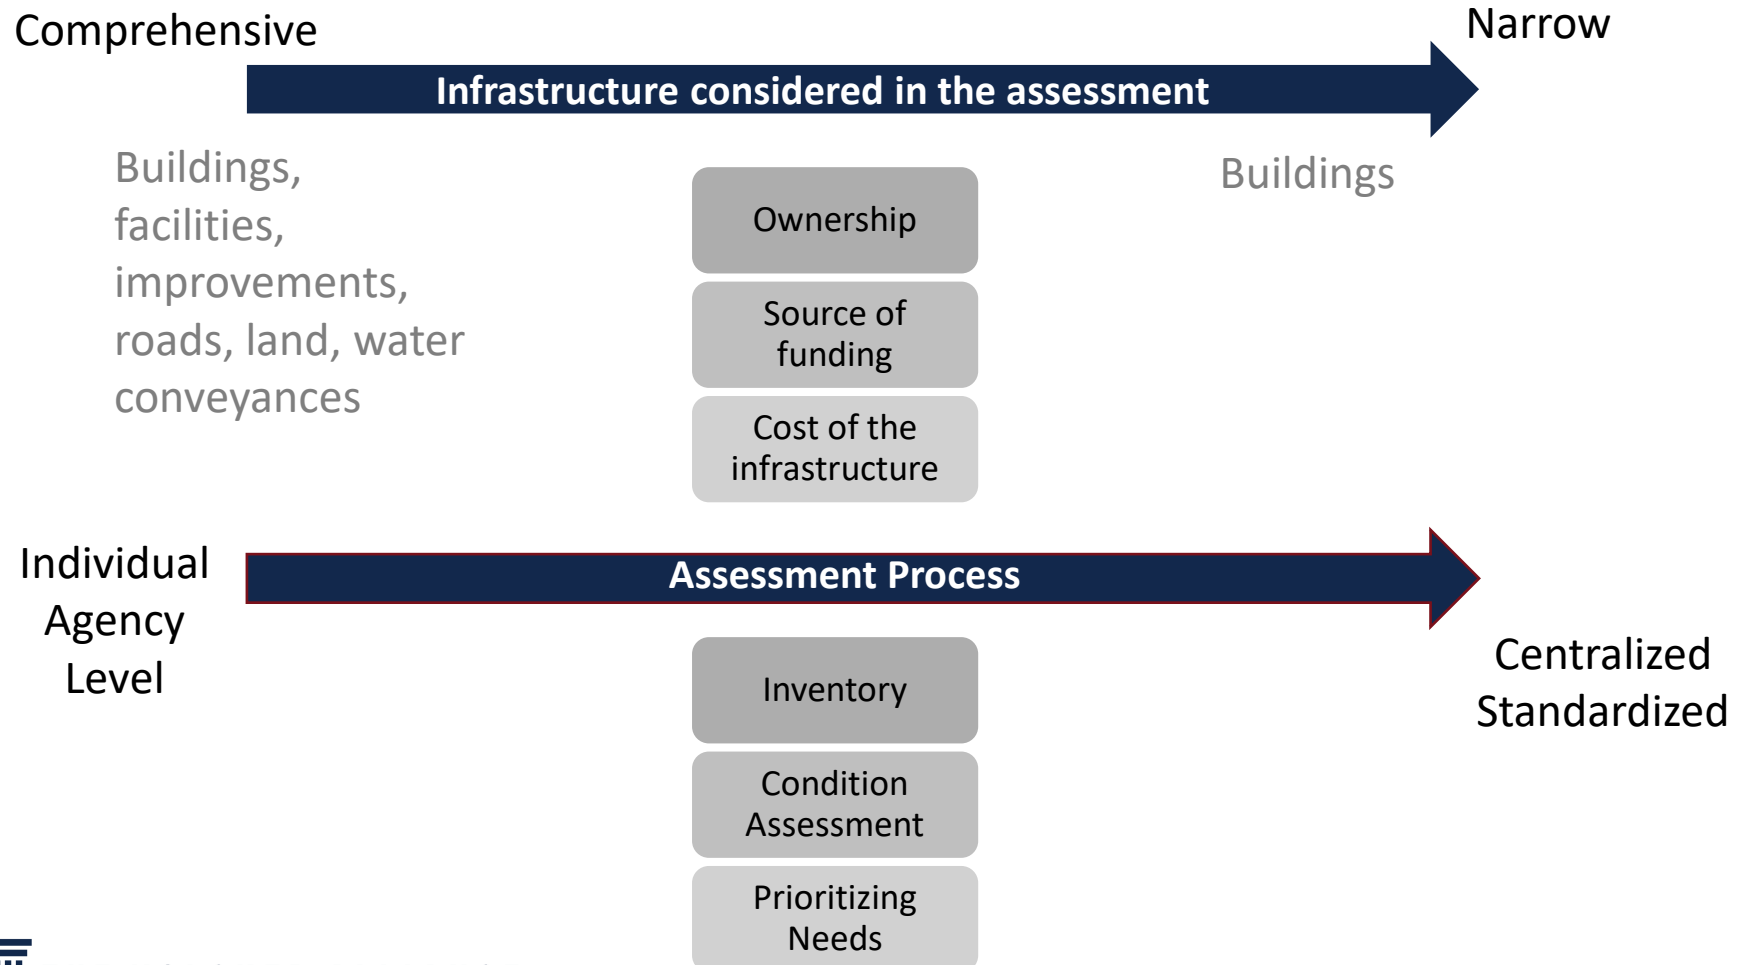 Comprehensive
Narrow
Infrastructure considered in the assessment
Buildings,
facilities,
improvements,
roads, land, water
conveyances
Buildings
Ownership
Source of
funding
Cost of the
infrastructure
Individual
Agency
Level
Assessment Process
Centralized
Standardized
Inventory
Condition
Assessment
Prioritizing
Needs